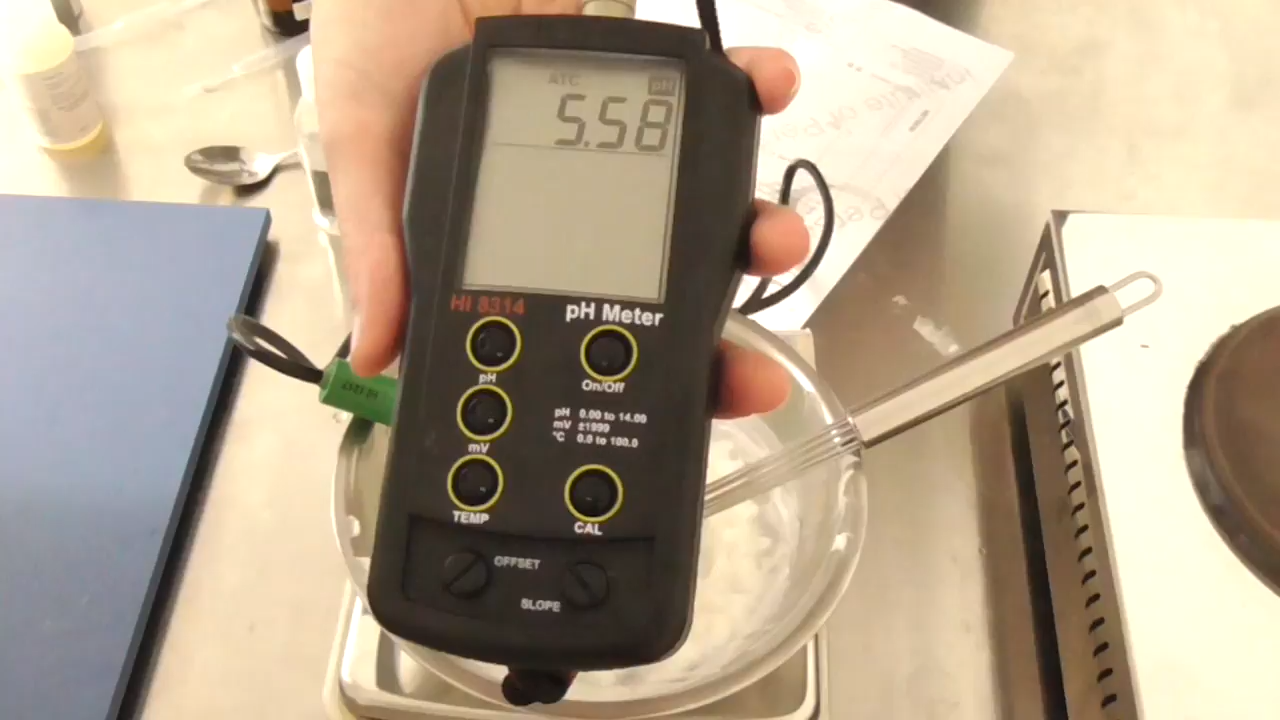 ATC pH
5.58
HI 8314
pH Meter
pH
On/Off
mV
pH 0.00 to 14.00
mV ±1999
°C 0.0 to 100.0
TEMP
CAL
OFFSET
SLOPE